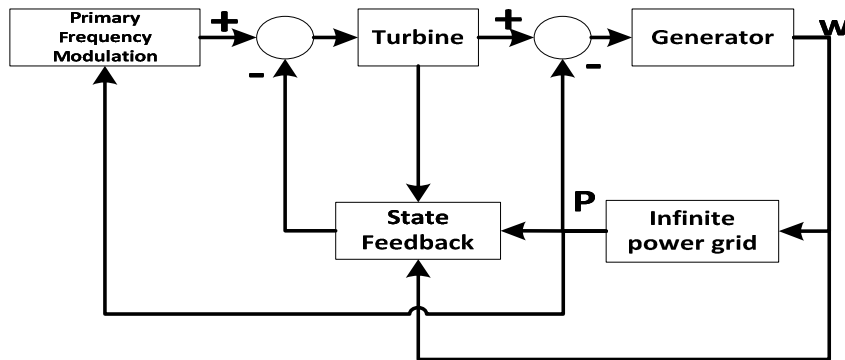 Primary
Frequency
Modulation
+
-
Turbine
+
-
Generator
w
State
Feedback
P
Infinite
power grid